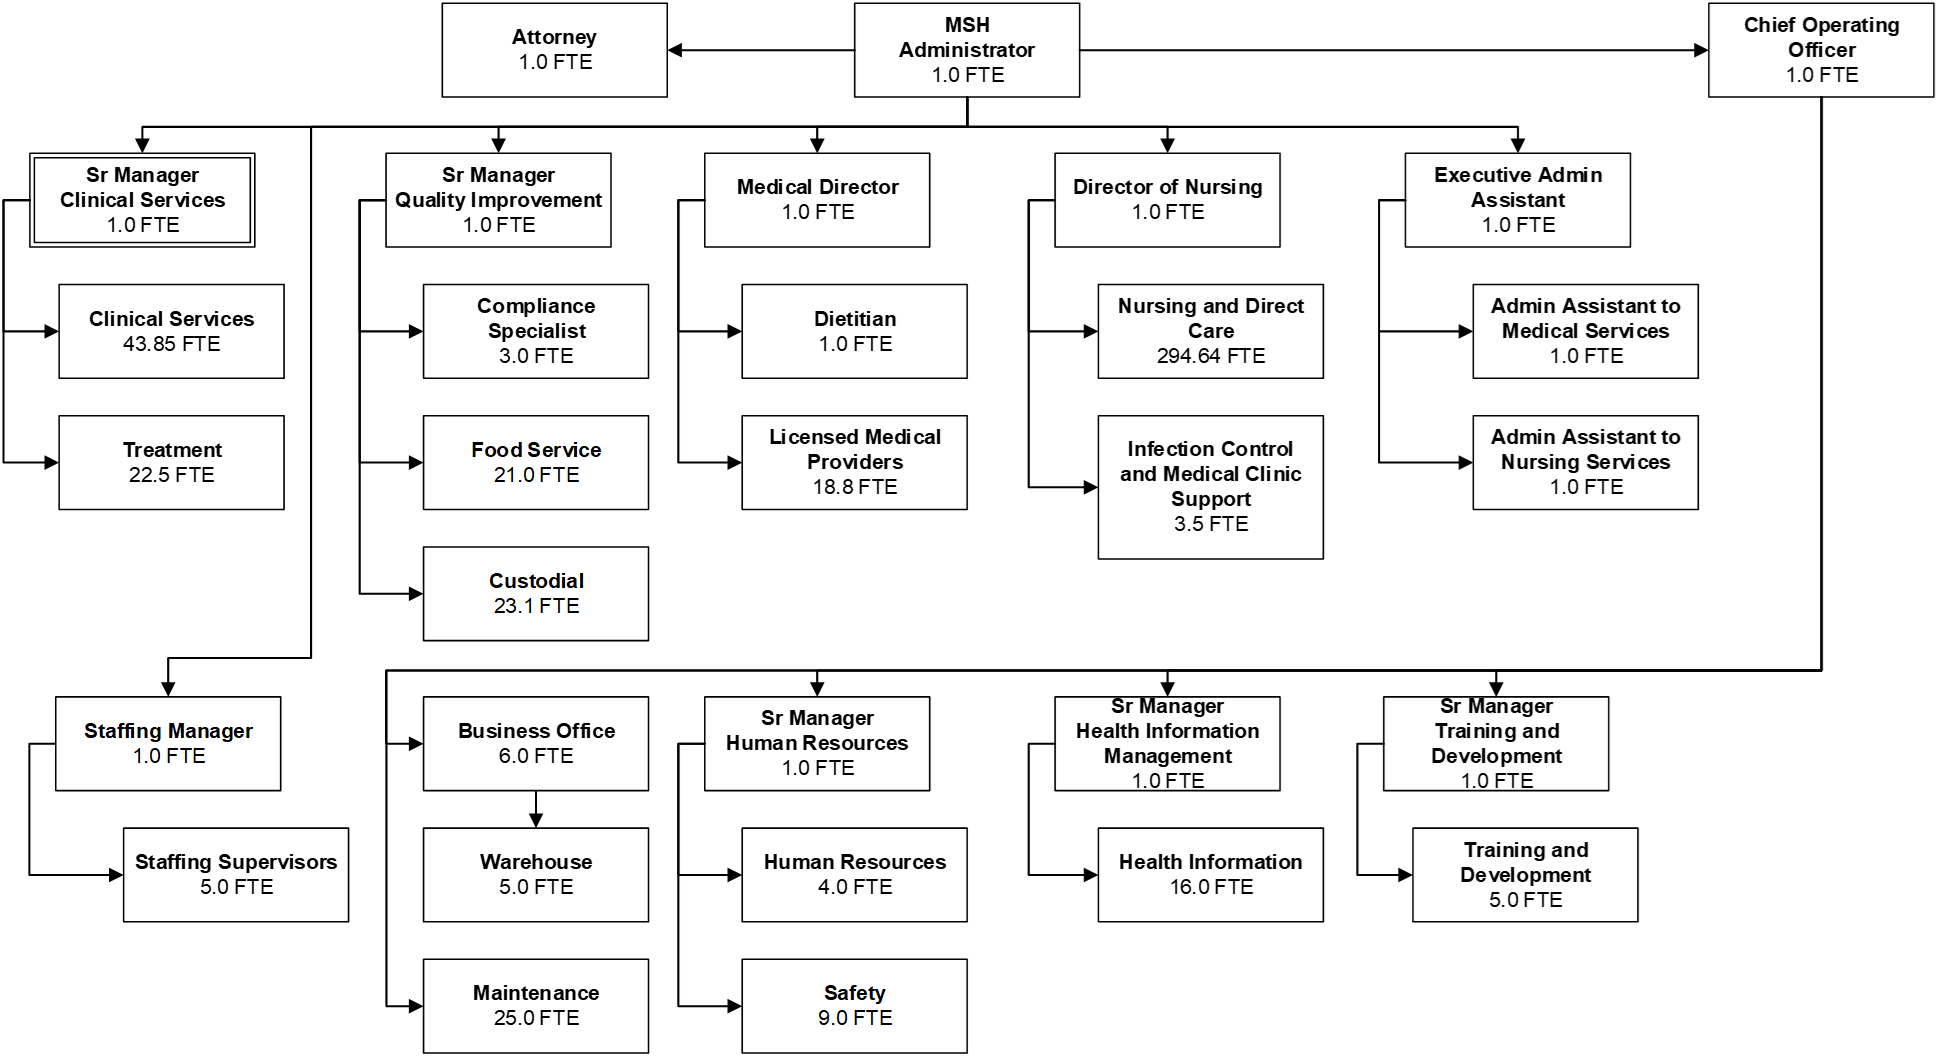 Attorney
1.0 FTE
MSH
Administrator
1.0 FTE
Chief Operating
Officer
1.0 FTE
Sr Manager
Clinical Services
1.0 FTE
Sr Manager
Quality Improvement
1.0 FTE
Medical Director
1.0 FTE
Director of Nursing
1.0 FTE
Executive Admin
Assistant
1.0 FTE
Clinical Services
43.85 FTE
Compliance
Specialist
3.0 FTE
Dietitian
1.0 FTE
Nursing and Direct
Care
294.64 FTE
Admin Assistant to
Medical Services
1.0 FTE
Treatment
22.5 FTE
Food Service
21.0 FTE
Licensed Medical
Providers
18.8 FTE
Infection Control
and Medical Clinic
Support
3.5 FTE
Admin Assistant to
Nursing Services
1.0 FTE
Custodial
23.1 FTE
Staffing Manager
1.0 FTE
Business Office
6.0 FTE
Sr Manager
Human Resources
1.0 FTE
Sr Manager
Health Information
Management
1.0 FTE
Sr Manager
Training and
Development
1.0 FTE
Staffing Supervisors
5.0 FTE
Warehouse
5.0 FTE
Human Resources
4.0 FTE
Health Information
16.0 FTE
Training and
Development
5.0 FTE
Maintenance
25.0 FTE
Safety
9.0 FTE